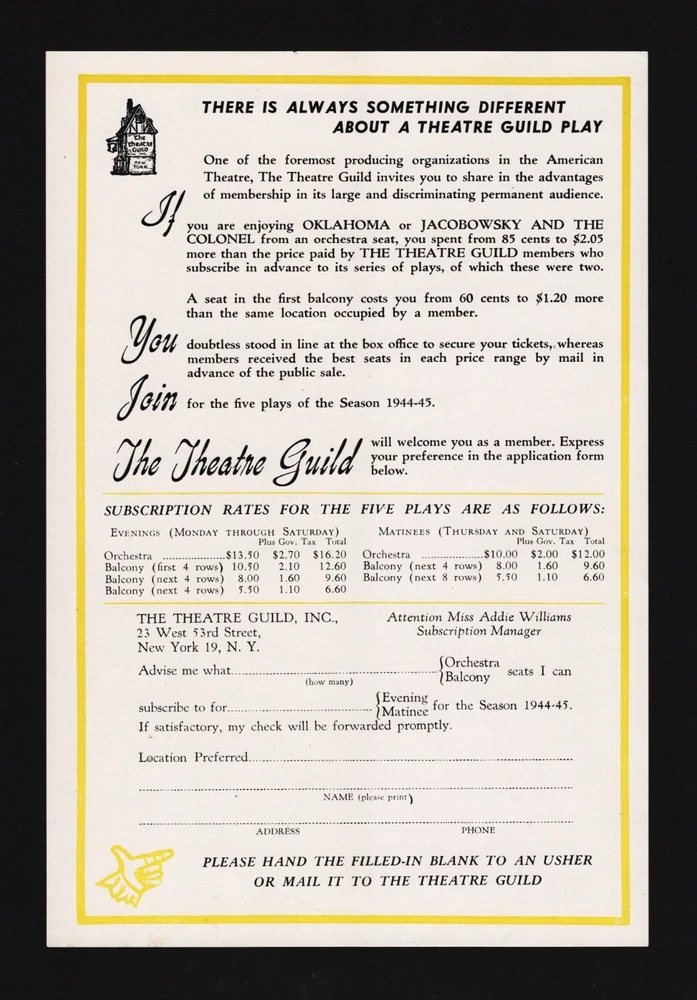 The
THEATRE
GUILD
NEW
YORK
THERE IS ALWAYS SOMETHING DIFFERENT
ABOUT A THEATRE GUILD PLAY
One of the foremost producing organizations in the American
Theatre, The Theatre Guild invites you to share in the advantages
of membership in its large and discriminating permanent audience.
If
you are enjoying OKLAHOMA or JACOBOWSKY AND THE
COLONEL from an orchestra seat, you spent from 85 cents to $2.05
more than the price paid by THE THEATRE GUILD members who
subscribe in advance to its series of plays, of which these were two.
A seat in the first balcony costs you from 60 cents to $1.20 more
than the same location occupied by a member.
You doubtless stood in line at the box office to secure your tickets, whereas
members received the best seats in each price range by mail in
advance of the public sale.
Join for the five plays of the Season 1944-45.
The Theatre Guild will welcome you as a member. Express
your preference in the application form
below.
SUBSCRIPTION RATES FOR THE FIVE PLAYS ARE AS FOLLOWS:
EVENINGS (MONDAY THROUGH SATURDAY)
Plus Gov. Tax Total
Orchestra ....................$13.50 $2.70 $16.20
Balcony (first 4 rows) 10.50 2.10 12.60
Balcony (next 4 rows) 8.00 1.60 9.60
Balcony (next 4 rows) 5.50 1.10 6.60
MATINEES (THURSDAY AND SATURDAY)
Plus Gov. Tax Total
Orchestra ....................$10.00 $2.00 $12.00
Balcony (next 4 rows) 8.00 1.60 9.60
Balcony (next 8 rows) 5.50 1.10 6.60
THE THEATRE GUILD, INC.,
23 West 53rd Street,
New York 19, N. Y.
Attention Miss Addie Williams
Subscription Manager
Advise me what.................... {Orchestra
{Balcony seats I can
(how many)
subscribe to for.................... {Evening
{Matinee for the Season 1944-45.
If satisfactory, my check will be forwarded promptly.
Location Preferred....................
NAME (please print)
ADDRESS PHONE
PLEASE HAND THE FILLED-IN BLANK TO AN USHER
OR MAIL IT TO THE THEATRE GUILD